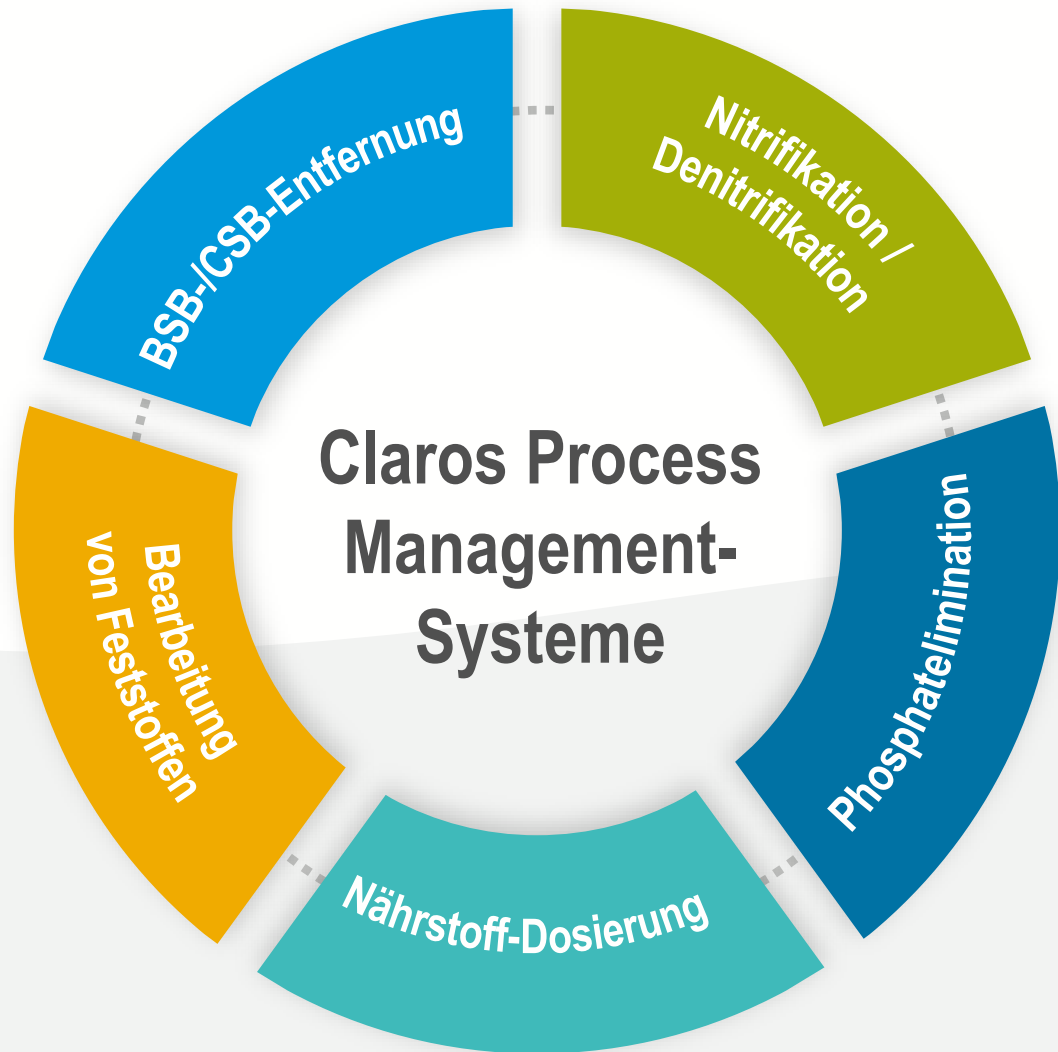 BSB-/CSB-Entfernung
Nitrifikation /
Denitrifikation
Claros Process
Management-
Systeme
Phosphatelimination
Nährstoff-Dosierung
Bearbeitung
von Feststoffen